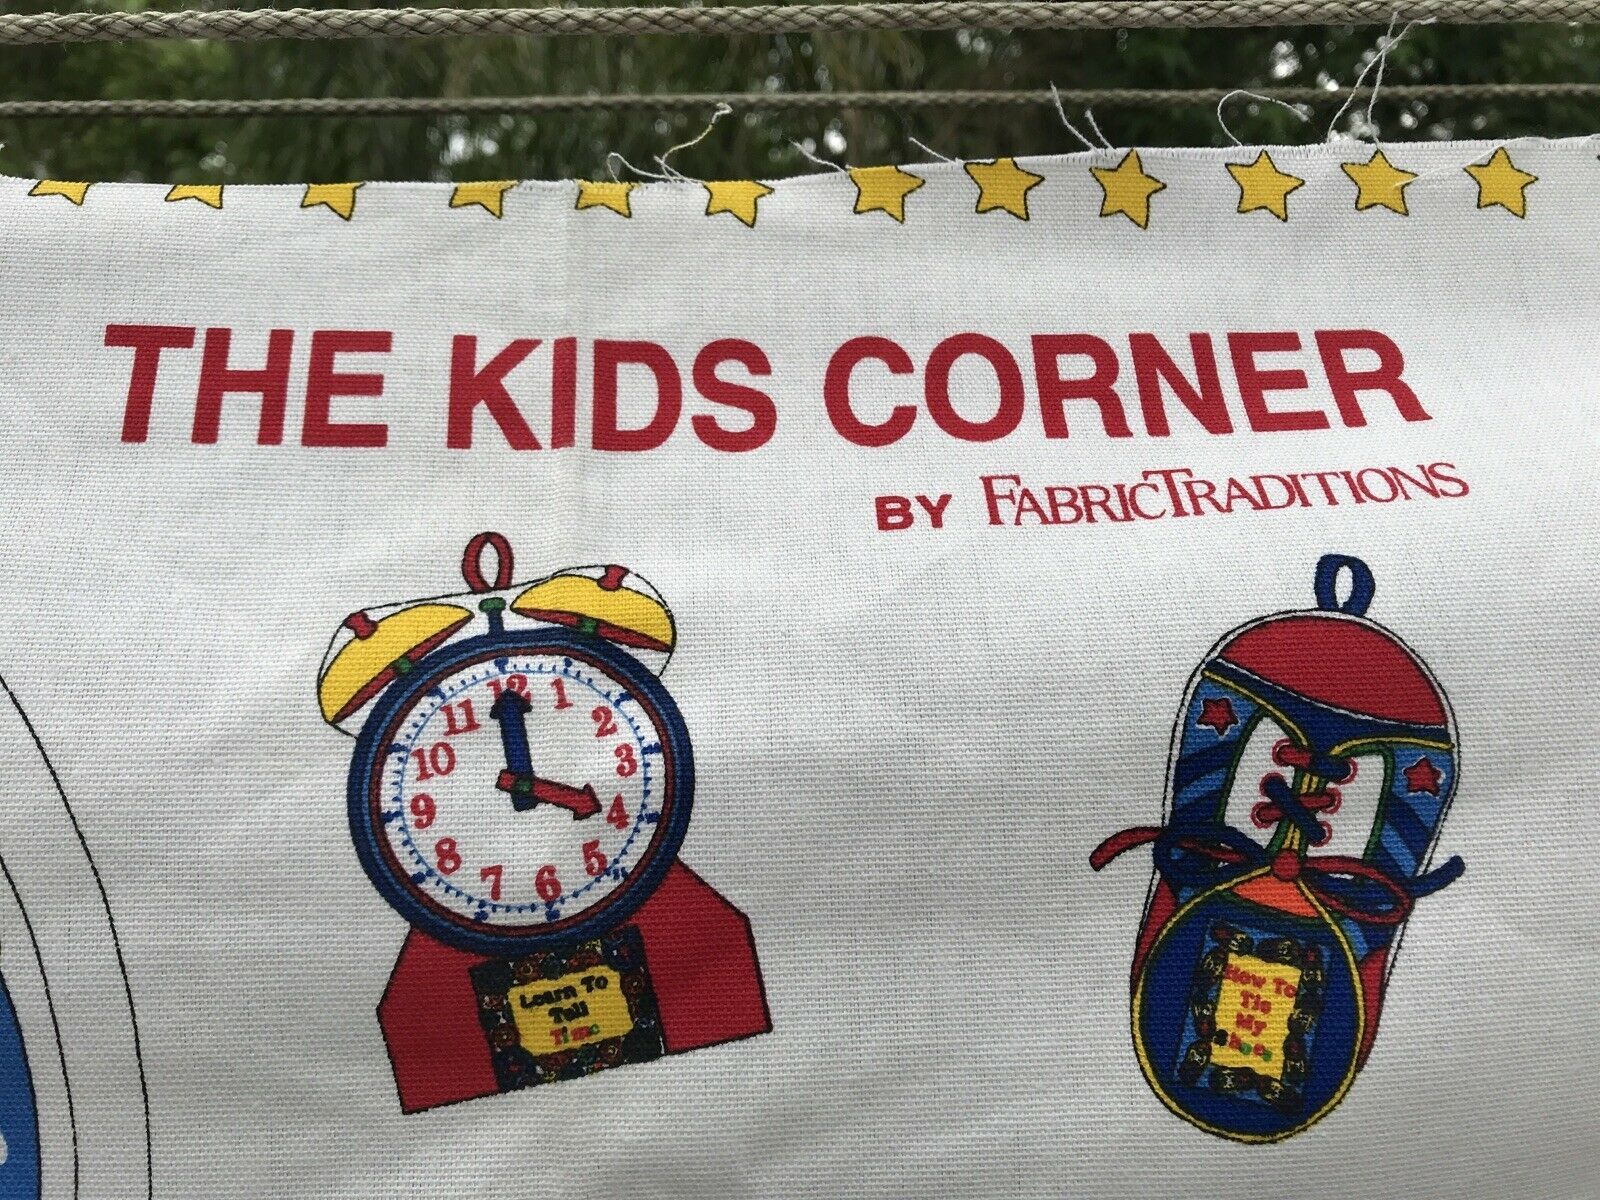 THE KIDS CORNER
BY FABRICTRADITIONS
12
1
2
3
4
5
6
7
8
9
10
11
Learn To
Tell
Time
How To
Tie
My
Shoes